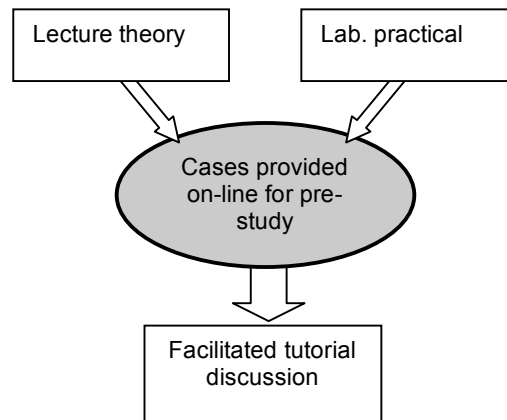 Lecture theory
Lab. practical
Cases provided
on-line for pre-
study
Facilitated tutorial
discussion